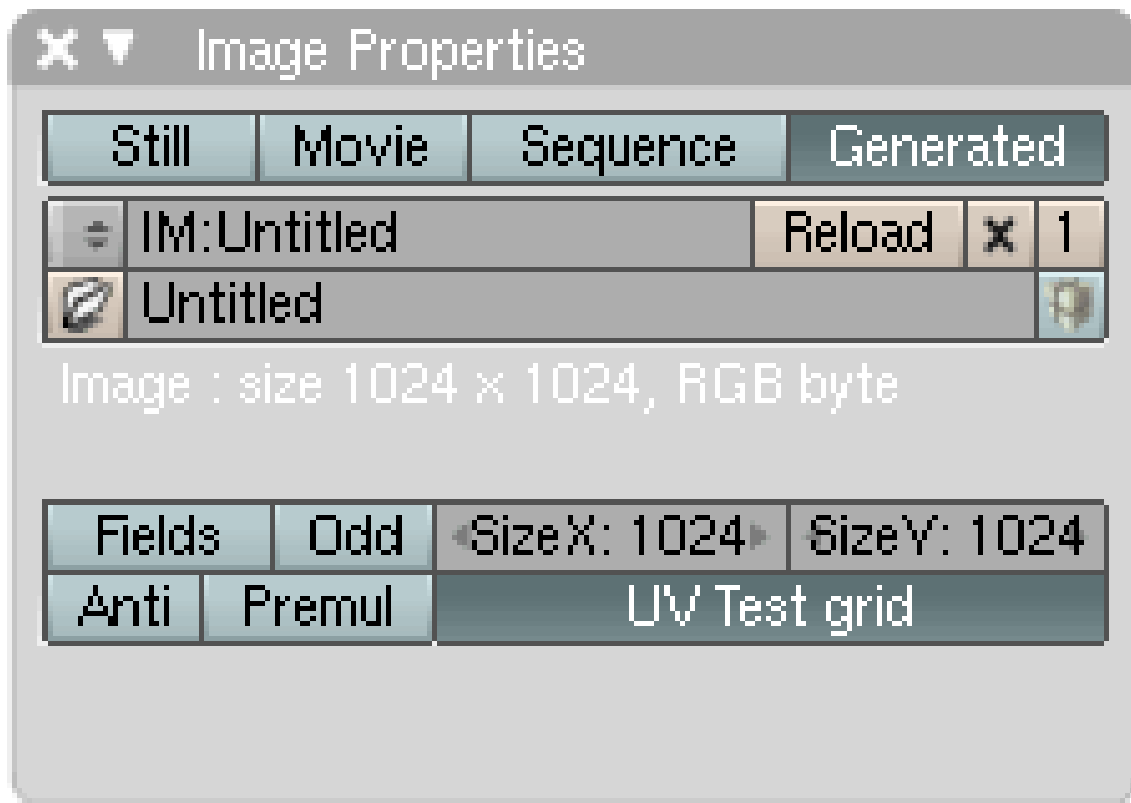 Image Properties
Still Movie Sequence Generated
IM:Untitled Reload x 1
Untitled
Image : size 1024 x 1024, RGB byte
Fields Odd SizeX: 1024 SizeY: 1024
Anti Premul UV Test grid